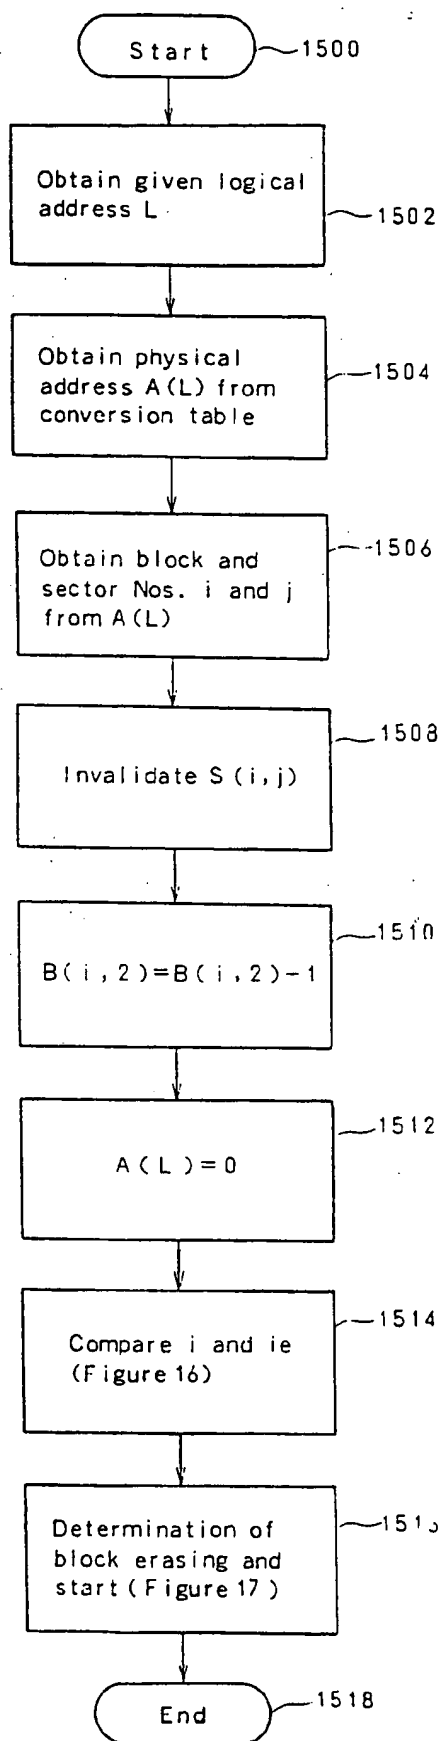 Start
1500
Obtain given logical
address L
1502
Obtain physical
address A(L) from
conversion table
1504
Obtain block and
sector Nos. i and j
from A(L)
1506
Invalidate S(i,j)
1508
B(i,2)=B(i,2)-1
1510
A(L)=0
1512
Compare i and ie
(Figure 16)
1514
Determination of
block erasing and
start (Figure 17)
End
1518